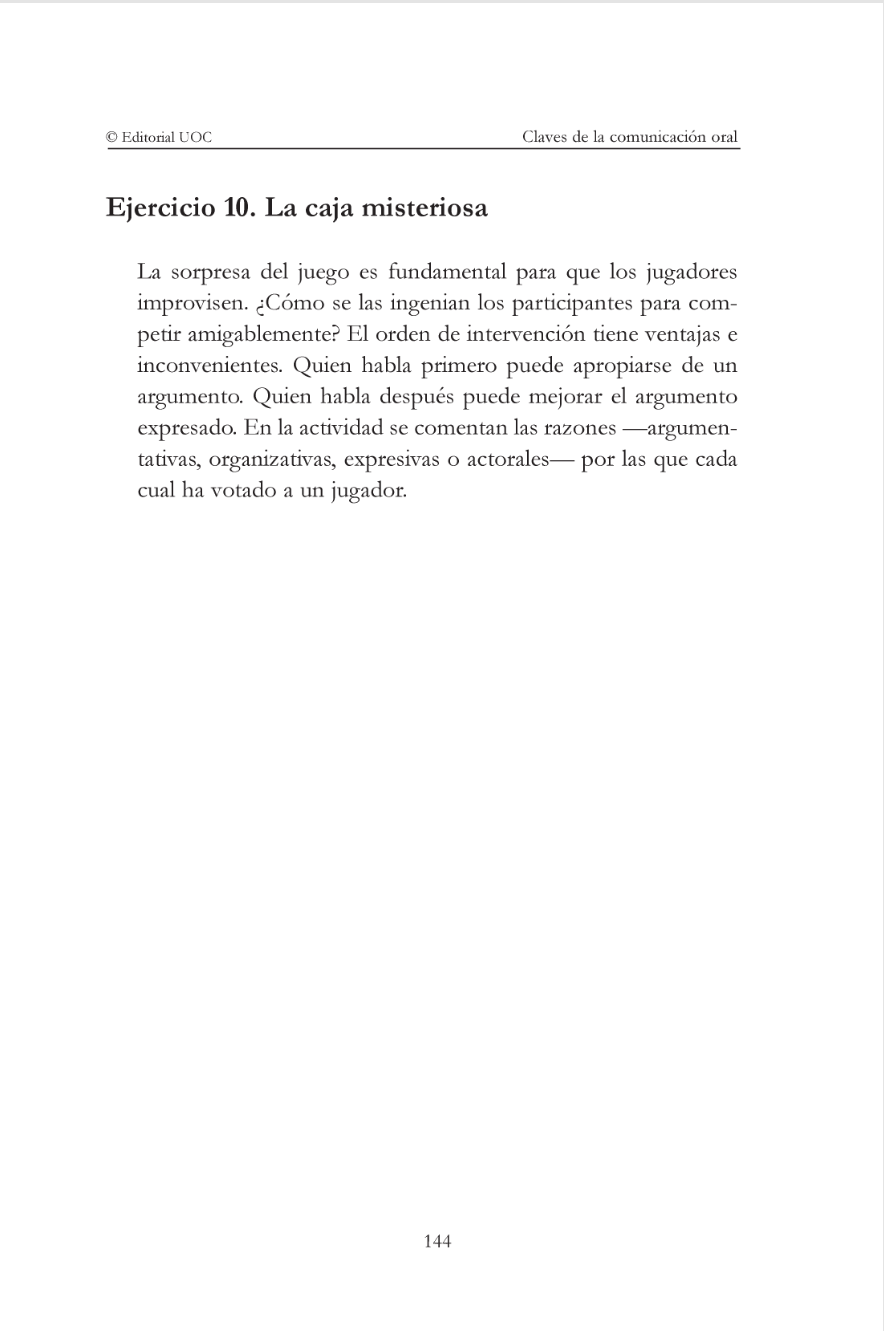 © Editorial UOC
Claves de la comunicación oral
Ejercicio 10. La caja misteriosa
La sorpresa del juego es fundamental para que los jugadores
improvisen. ¿Cómo se las ingenian los participantes para com-
petir amigablemente? El orden de intervención tiene ventajas e
inconvenientes. Quien habla primero puede apropiarse de un
argumento. Quien habla después puede mejorar el argumento
expresado. En la actividad se comentan las razones —argumen-
tativas, organizativas, expresivas o actorales— por las que cada
cual ha votado a un jugador.
144